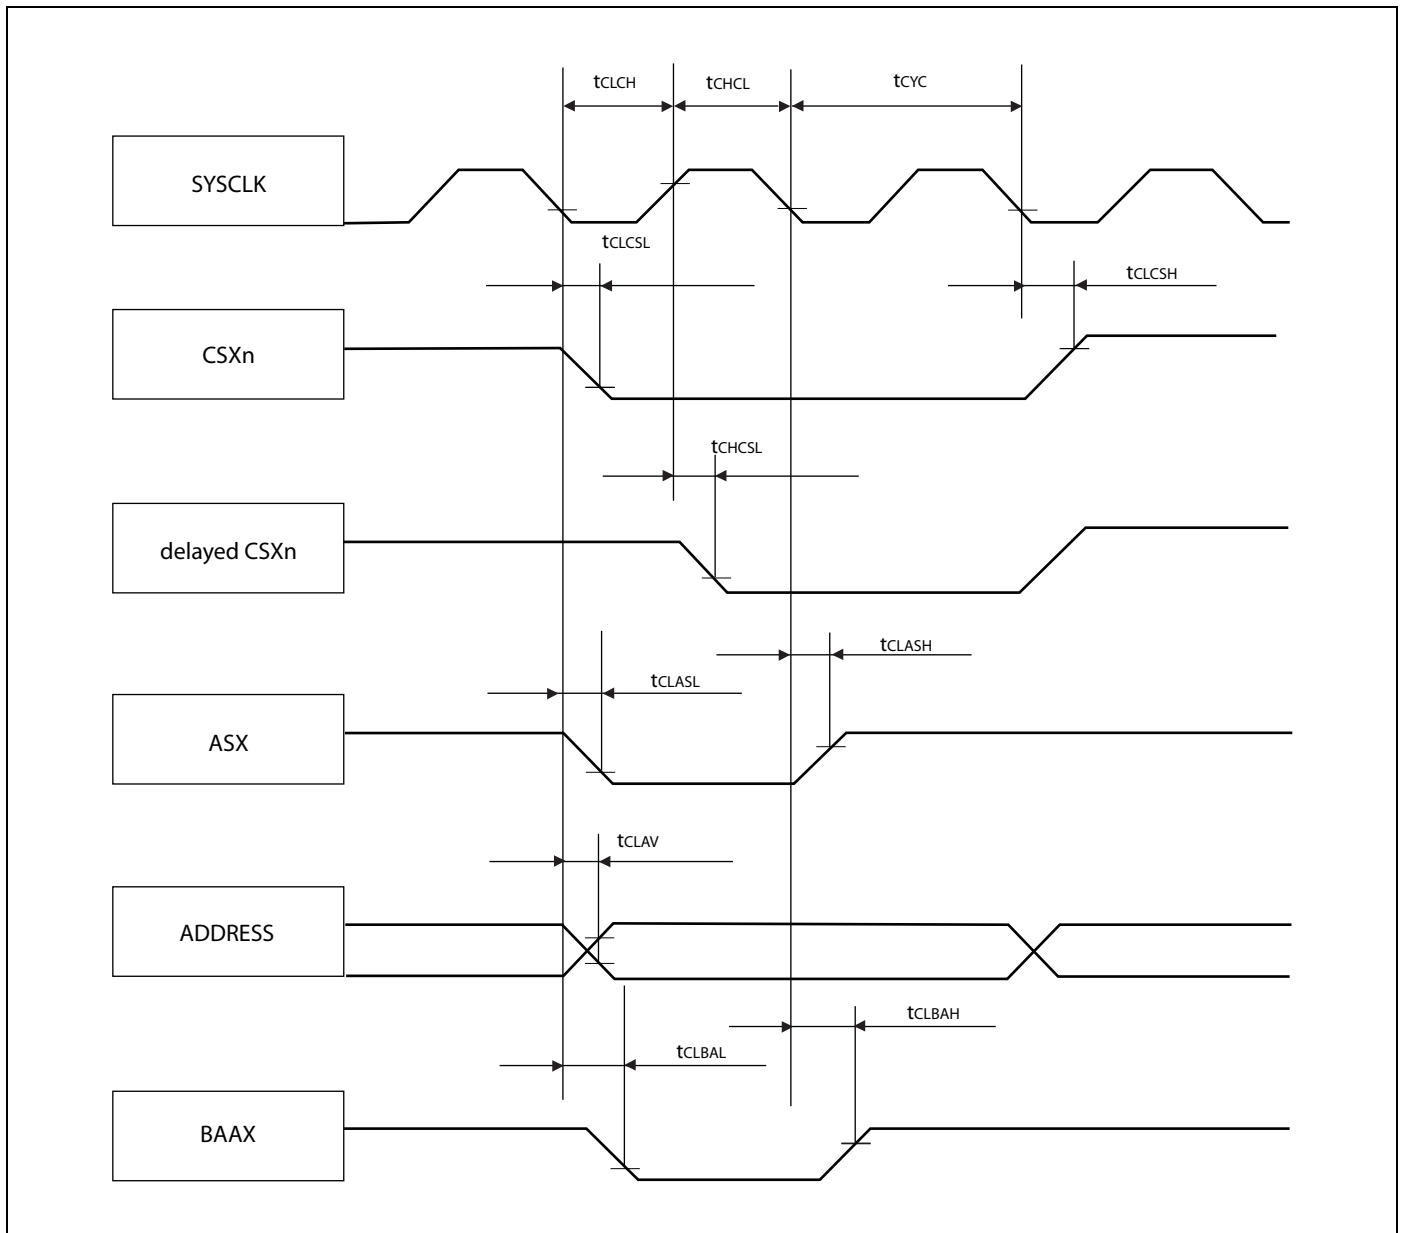 tCLCH
tCHCL
tCYC
SYSCLK
tCLCSL
tCLCSH
CSXn
tCHCSL
delayed CSXn
tCLASH
tCLASL
ASX
tCLAV
ADDRESS
tCLBAH
tCLBAL
BAAX